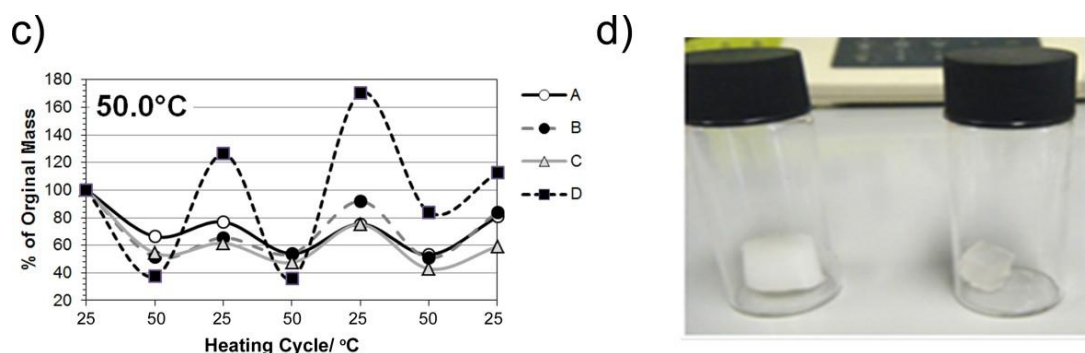 c)
d)
180
160
140
120
100
80
60
40
20
% of Orginal Mass
50.0°C
A
B
C
D
25 50 25 50 25 50 25
Heating Cycle/ °C